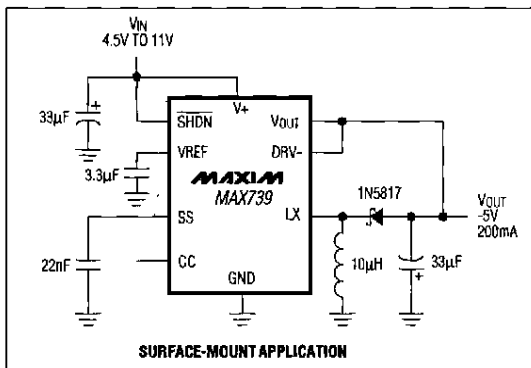 VIN
4.5V TO 11V
33µF
+
V+
SHDN
VOUT
DRV-
VREF
3.3µF
MAXIM
MAX739
1N5817
SS
LX
VOUT
-5V
200mA
22nF
CC
GND
10µH
33µF
+
SURFACE-MOUNT APPLICATION